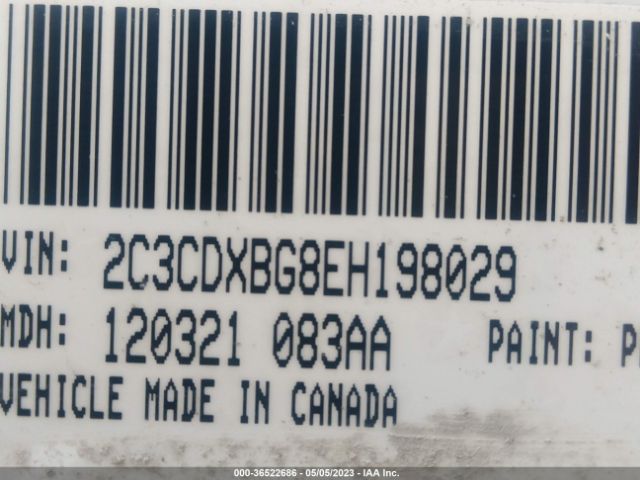 VIN: 2C3CDXBG8EH198029
MDH: 120321 083AA PAINT:
VEHICLE MADE IN CANADA
000-36522686 - 05/05/2023 - IAA Inc.